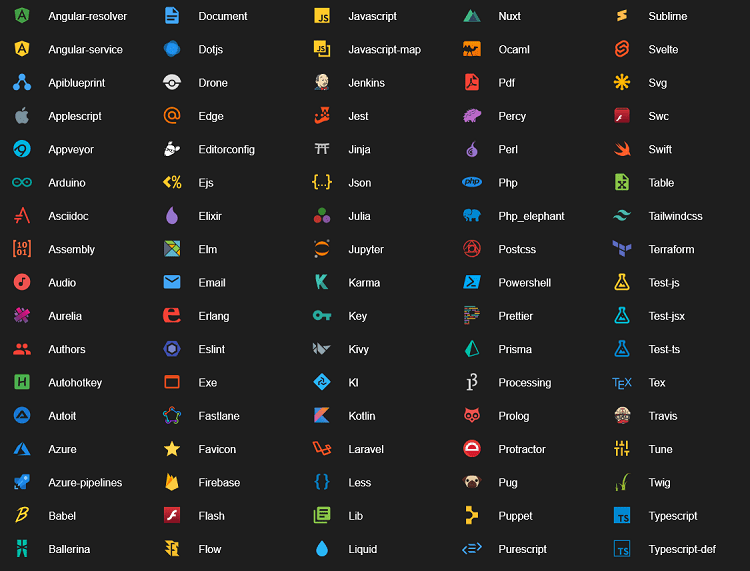 Angular-resolver
Angular-service
Apiblueprint
Applescript
Appveyor
Arduino
Asciidoc
Assembly
Audio
Aurelia
Authors
Autohotkey
Autoit
Azure
Azure-pipelines
Babel
Ballerina
Document
Dotjs
Drone
Edge
Editorconfig
Ejs
Elixir
Elm
Email
Erlang
Eslint
Exe
Fastlane
Favicon
Firebase
Flash
Flow
Javascript
Javascript-map
Jenkins
Jest
Jinja
Json
Julia
Jupyter
Karma
Key
Kivy
Kl
Kotlin
Laravel
Less
Lib
Liquid
Nuxt
Ocaml
Pdf
Percy
Perl
Php
Php_elephant
Postcss
Powershell
Prettier
Prisma
Processing
Prolog
Protractor
Pug
Puppet
Purescript
Sublime
Svelte
Svg
Swc
Swift
Table
Tailwindcss
Terraform
Test-js
Test-jsx
Test-ts
Tex
Travis
Tune
Twig
Typescript
Typescript-def